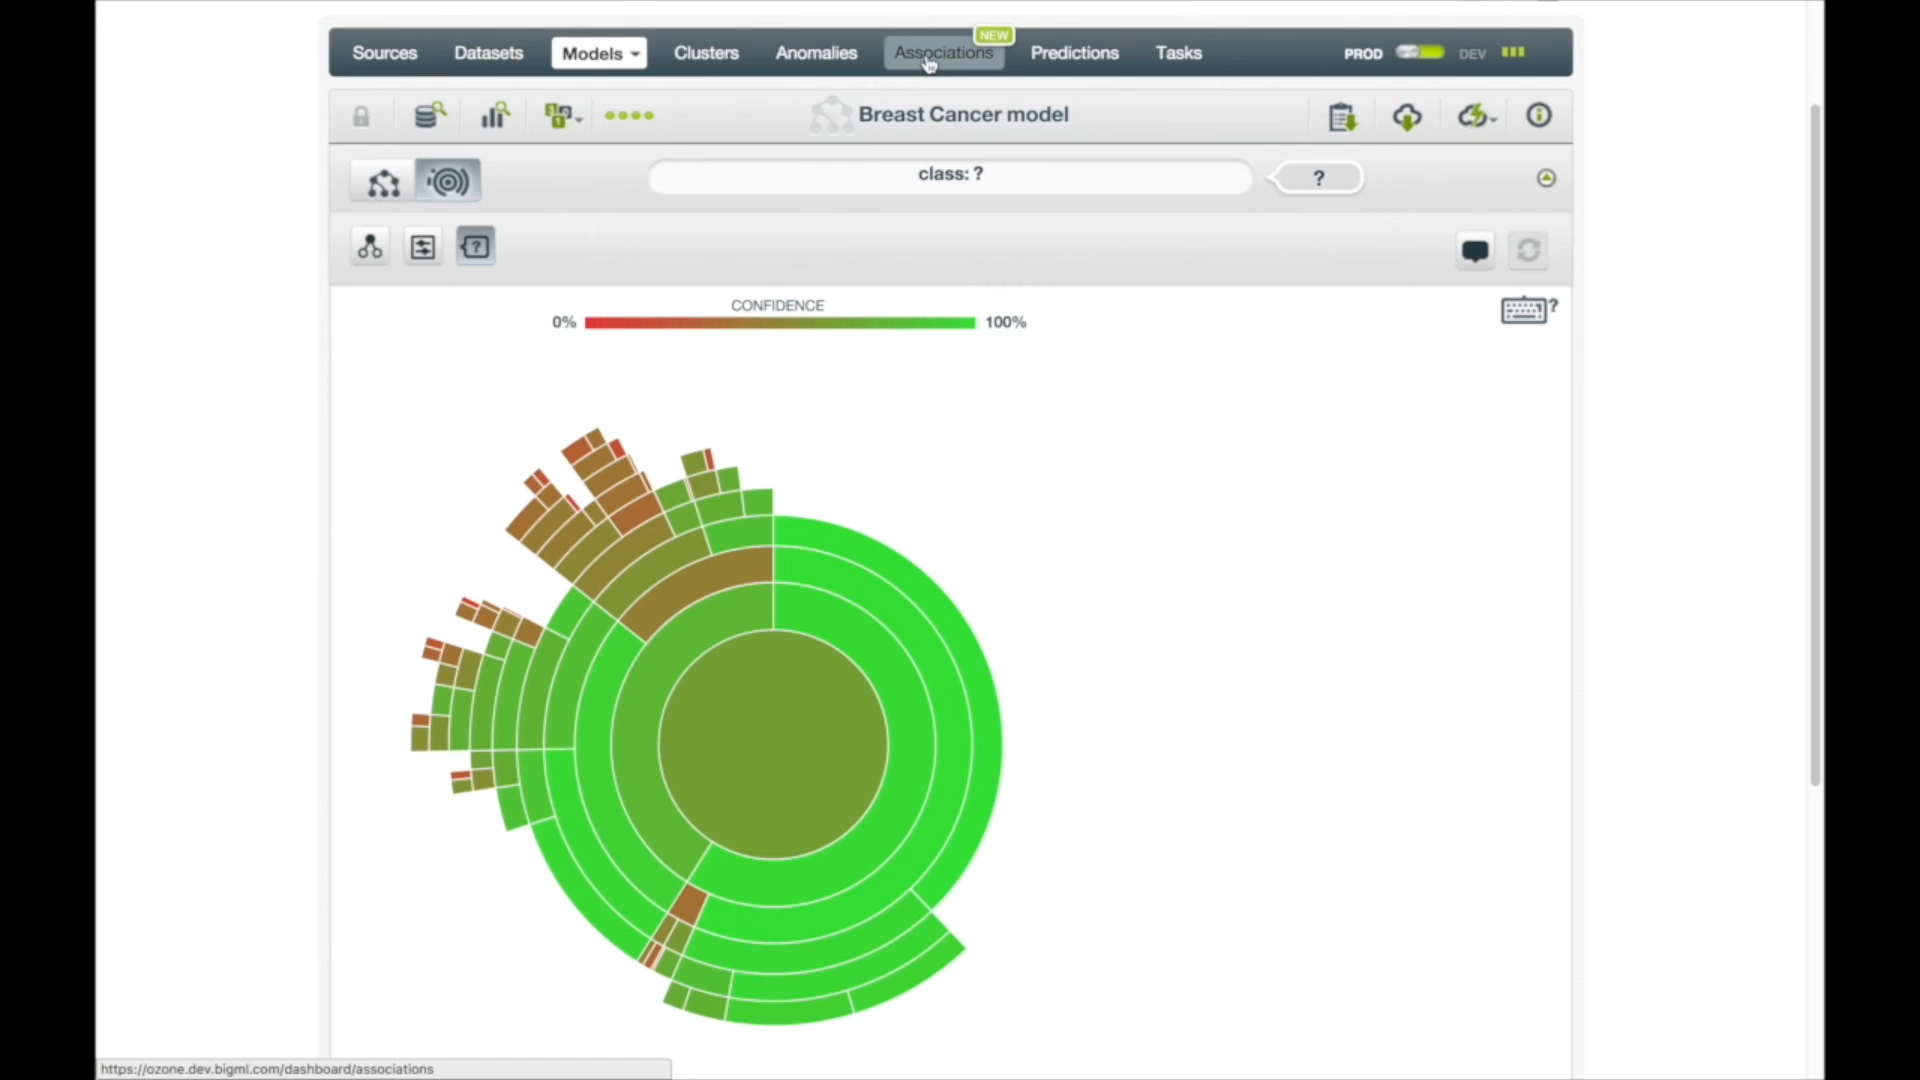 NEW
Sources Datasets Models Clusters Anomalies Associations Predictions Tasks PROD DEV
Breast Cancer model
class: ?
?
?
CONFIDENCE
0% 100%
?
https://ozone.dev.bigml.com/dashboard/associations